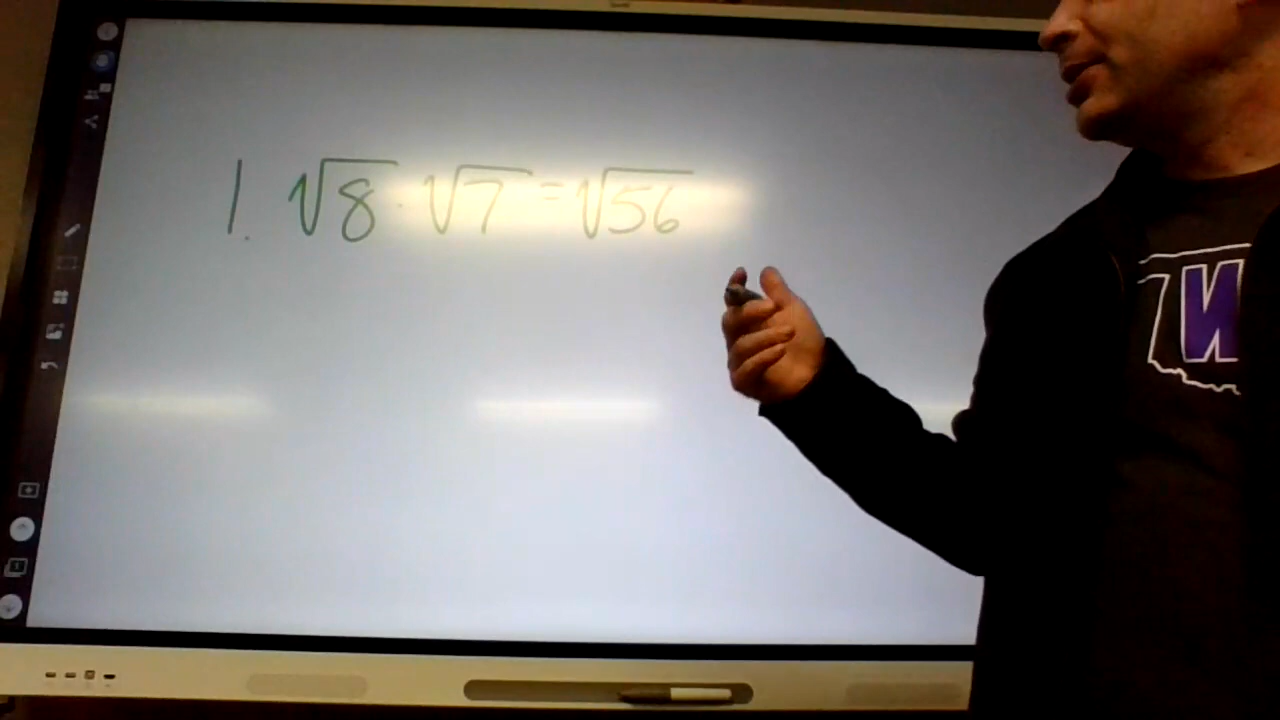 1. √8 · √7 = √56
W